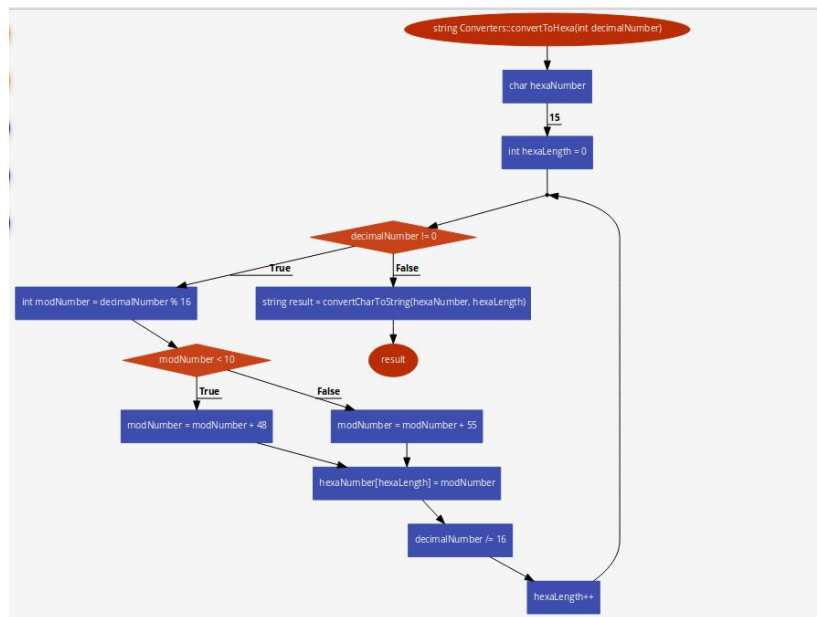 string Converters::convertToHexa(int decimalNumber)
char hexaNumber
15
int hexaLength = 0
decimalNumber != 0
True
False
int modNumber = decimalNumber % 16
string result = convertCharToString(hexaNumber, hexaLength)
modNumber < 10
result
True
False
modNumber = modNumber + 48
modNumber = modNumber + 55
hexaNumber[hexaLength] = modNumber
decimalNumber /= 16
hexaLength++